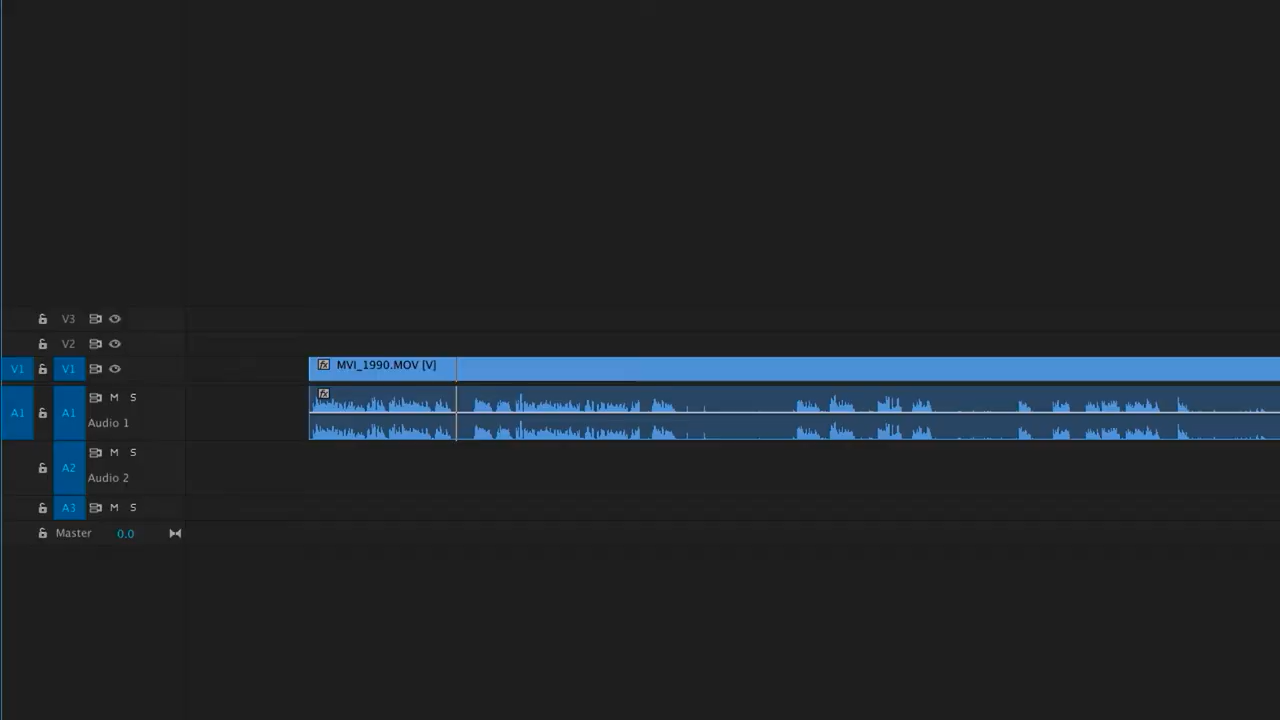 V3
V2
V1 V1 MVI_1990.MOV [V]
M S
A1 A1
Audio 1
M S
A2
Audio 2
A3 M S
Master 0.0